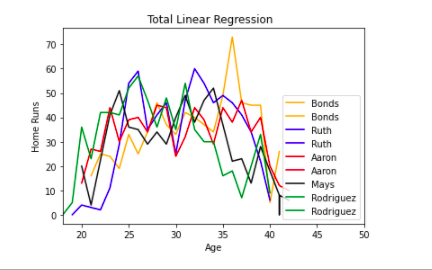 Total Linear Regression
70
60
50
40
30
20
10
0
Home Runs
20
25
30
35
40
45
50
Age
Bonds
Bonds
Ruth
Ruth
Aaron
Aaron
Mays
Rodriguez
Rodriguez